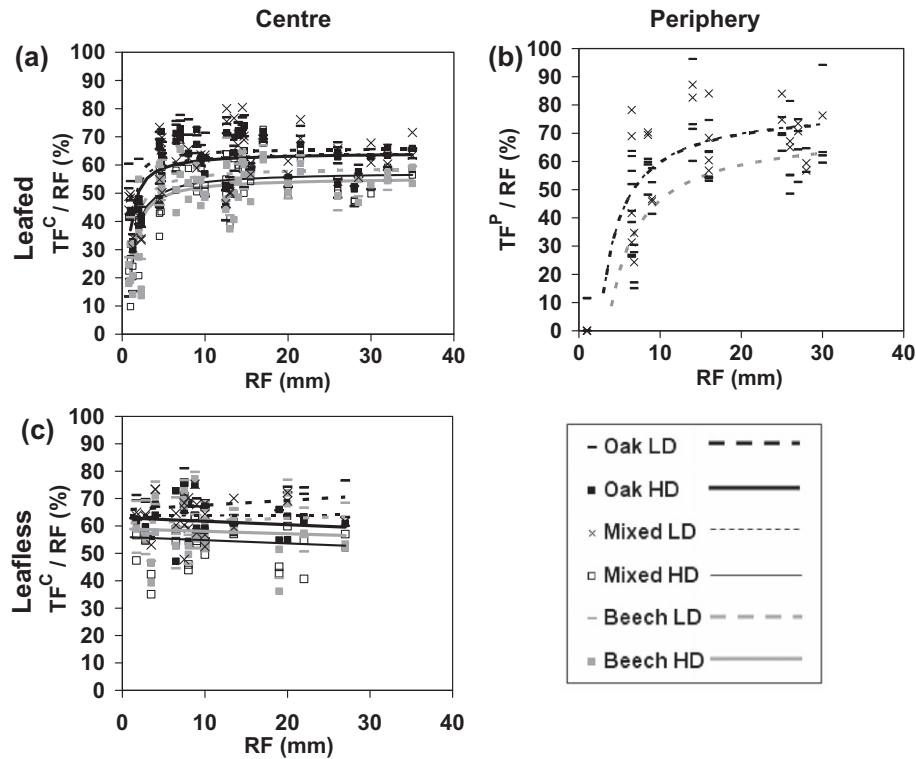 Centre
Periphery
(a)
Leafed
TF^C / RF (%)
100
90
80
70
60
50
40
30
20
10
0
0 10 20 30 40
RF (mm)
(b)
TF^P / RF (%)
100
90
80
70
60
50
40
30
20
10
0
0 10 20 30 40
RF (mm)
(c)
Leafless
TF^C / RF (%)
100
90
80
70
60
50
40
30
20
10
0
0 10 20 30 40
RF (mm)
Oak LD
Oak HD
Mixed LD
Mixed HD
Beech LD
Beech HD